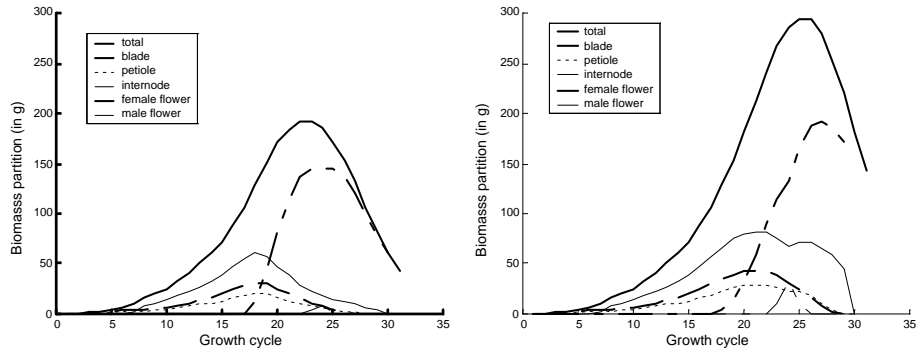 300
250
200
150
100
50
0
Biomasss partition (in g)
total
blade
petiole
internode
female flower
male flower
0 5 10 15 20 25 30 35
Growth cycle
300
250
200
150
100
50
0
Biomasss partition (in g)
total
blade
petiole
internode
female flower
male flower
0 5 10 15 20 25 30 35
Growth cycle